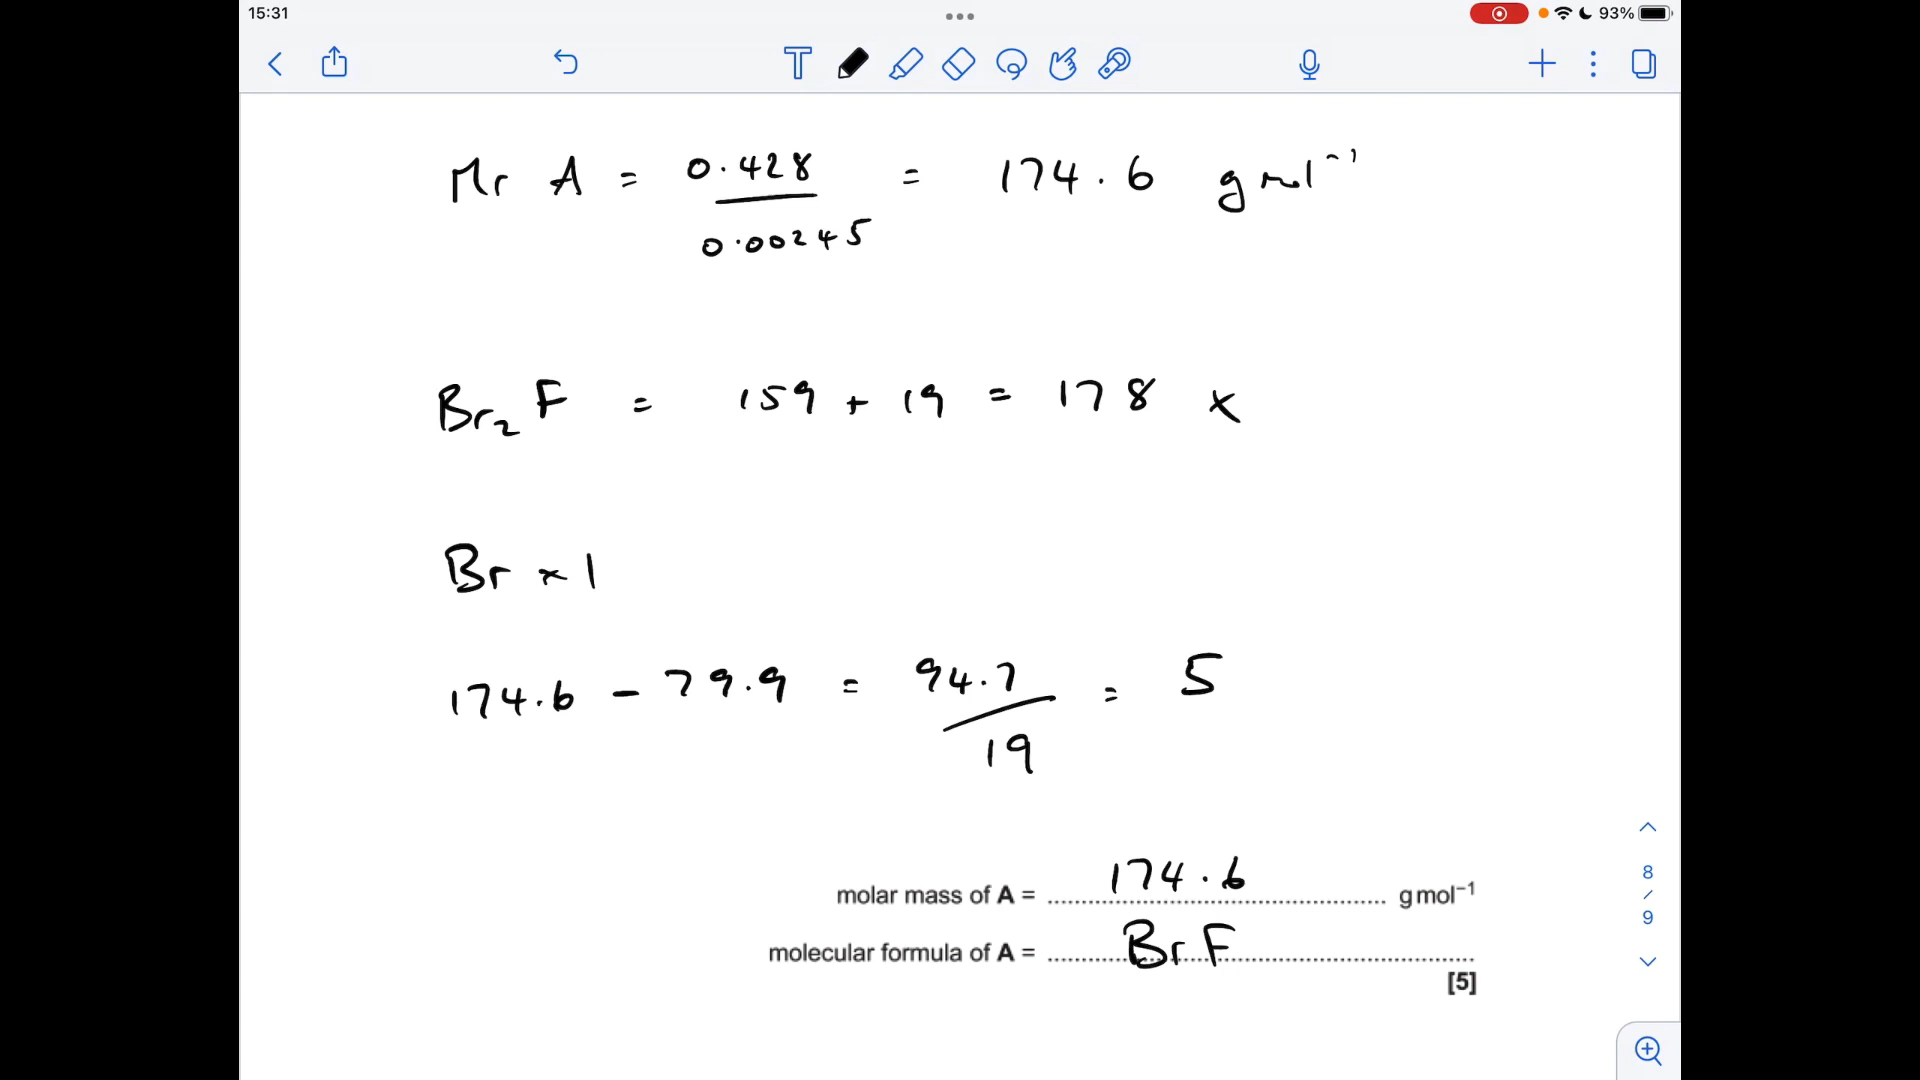 15:31
93%
T
Mr A = 0.428 / 0.00245 = 174.6 g mol⁻¹
Br₂F = 159 + 19 = 178 x
Br × 1
174.6 − 79.9 = 94.7 / 19 = 5
molar mass of A = 174.6 g mol⁻¹
molecular formula of A = BrF
[5]
8
/
9